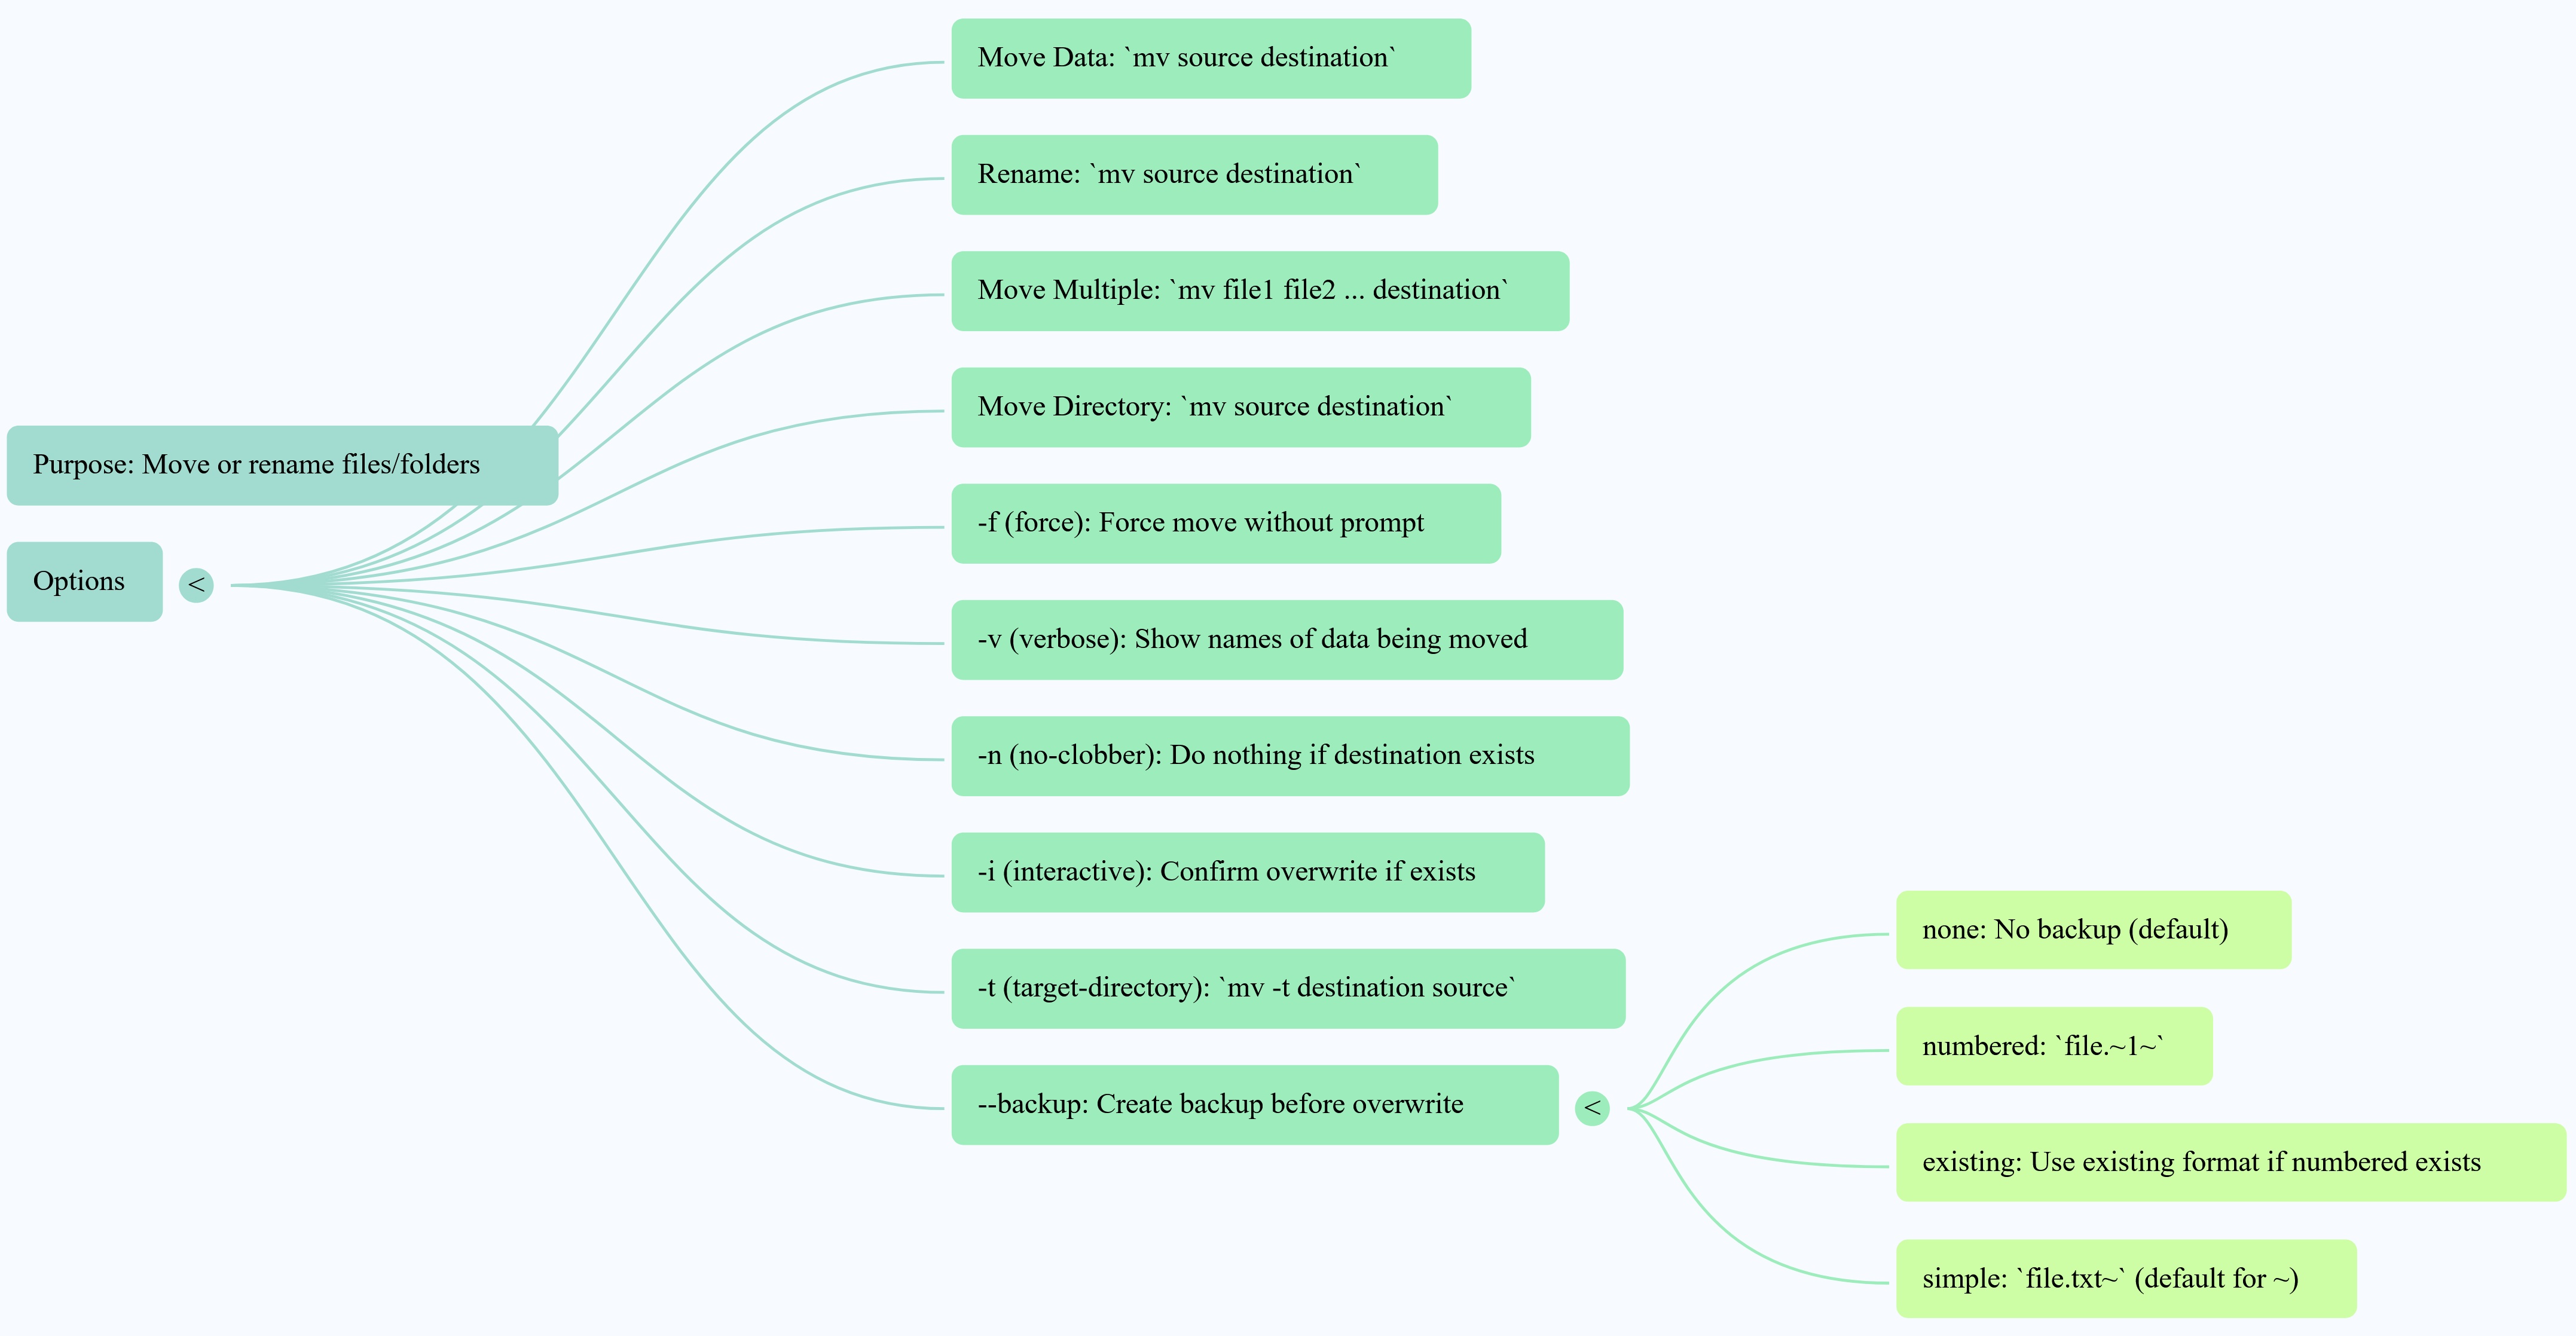 Purpose: Move or rename files/folders
Options
<
Move Data: `mv source destination`
Rename: `mv source destination`
Move Multiple: `mv file1 file2 ... destination`
Move Directory: `mv source destination`
-f (force): Force move without prompt
-v (verbose): Show names of data being moved
-n (no-clobber): Do nothing if destination exists
-i (interactive): Confirm overwrite if exists
-t (target-directory): `mv -t destination source`
--backup: Create backup before overwrite
<
none: No backup (default)
numbered: `file.~1~`
existing: Use existing format if numbered exists
simple: `file.txt~` (default for ~)